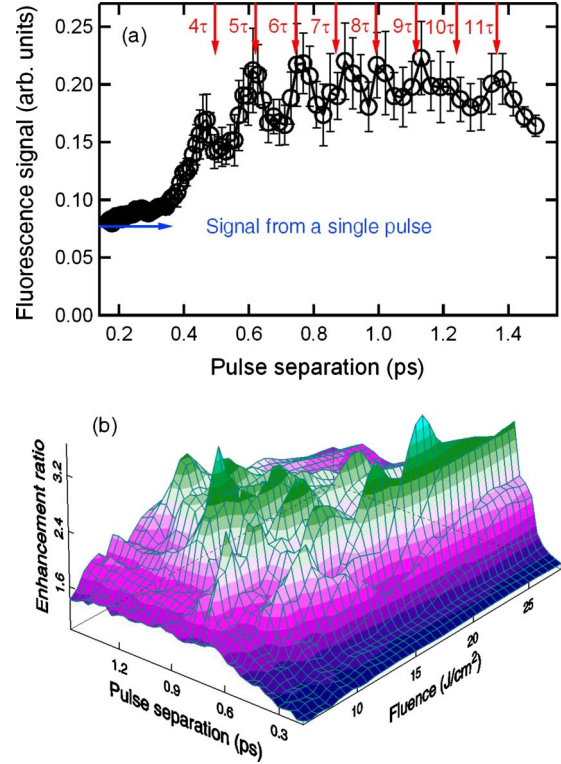 (a)
4τ 5τ 6τ 7τ 8τ 9τ 10τ 11τ
Fluorescence signal (arb. units)
0.25
0.20
0.15
0.10
0.05
0.00
Signal from a single pulse
0.2 0.4 0.6 0.8 1.0 1.2 1.4
Pulse separation (ps)
(b)
Enhancement ratio
3.2
2.4
1.6
1.2 0.9 0.6 0.3
Pulse separation (ps)
10 15 20 25
Fluence (J/cm²)